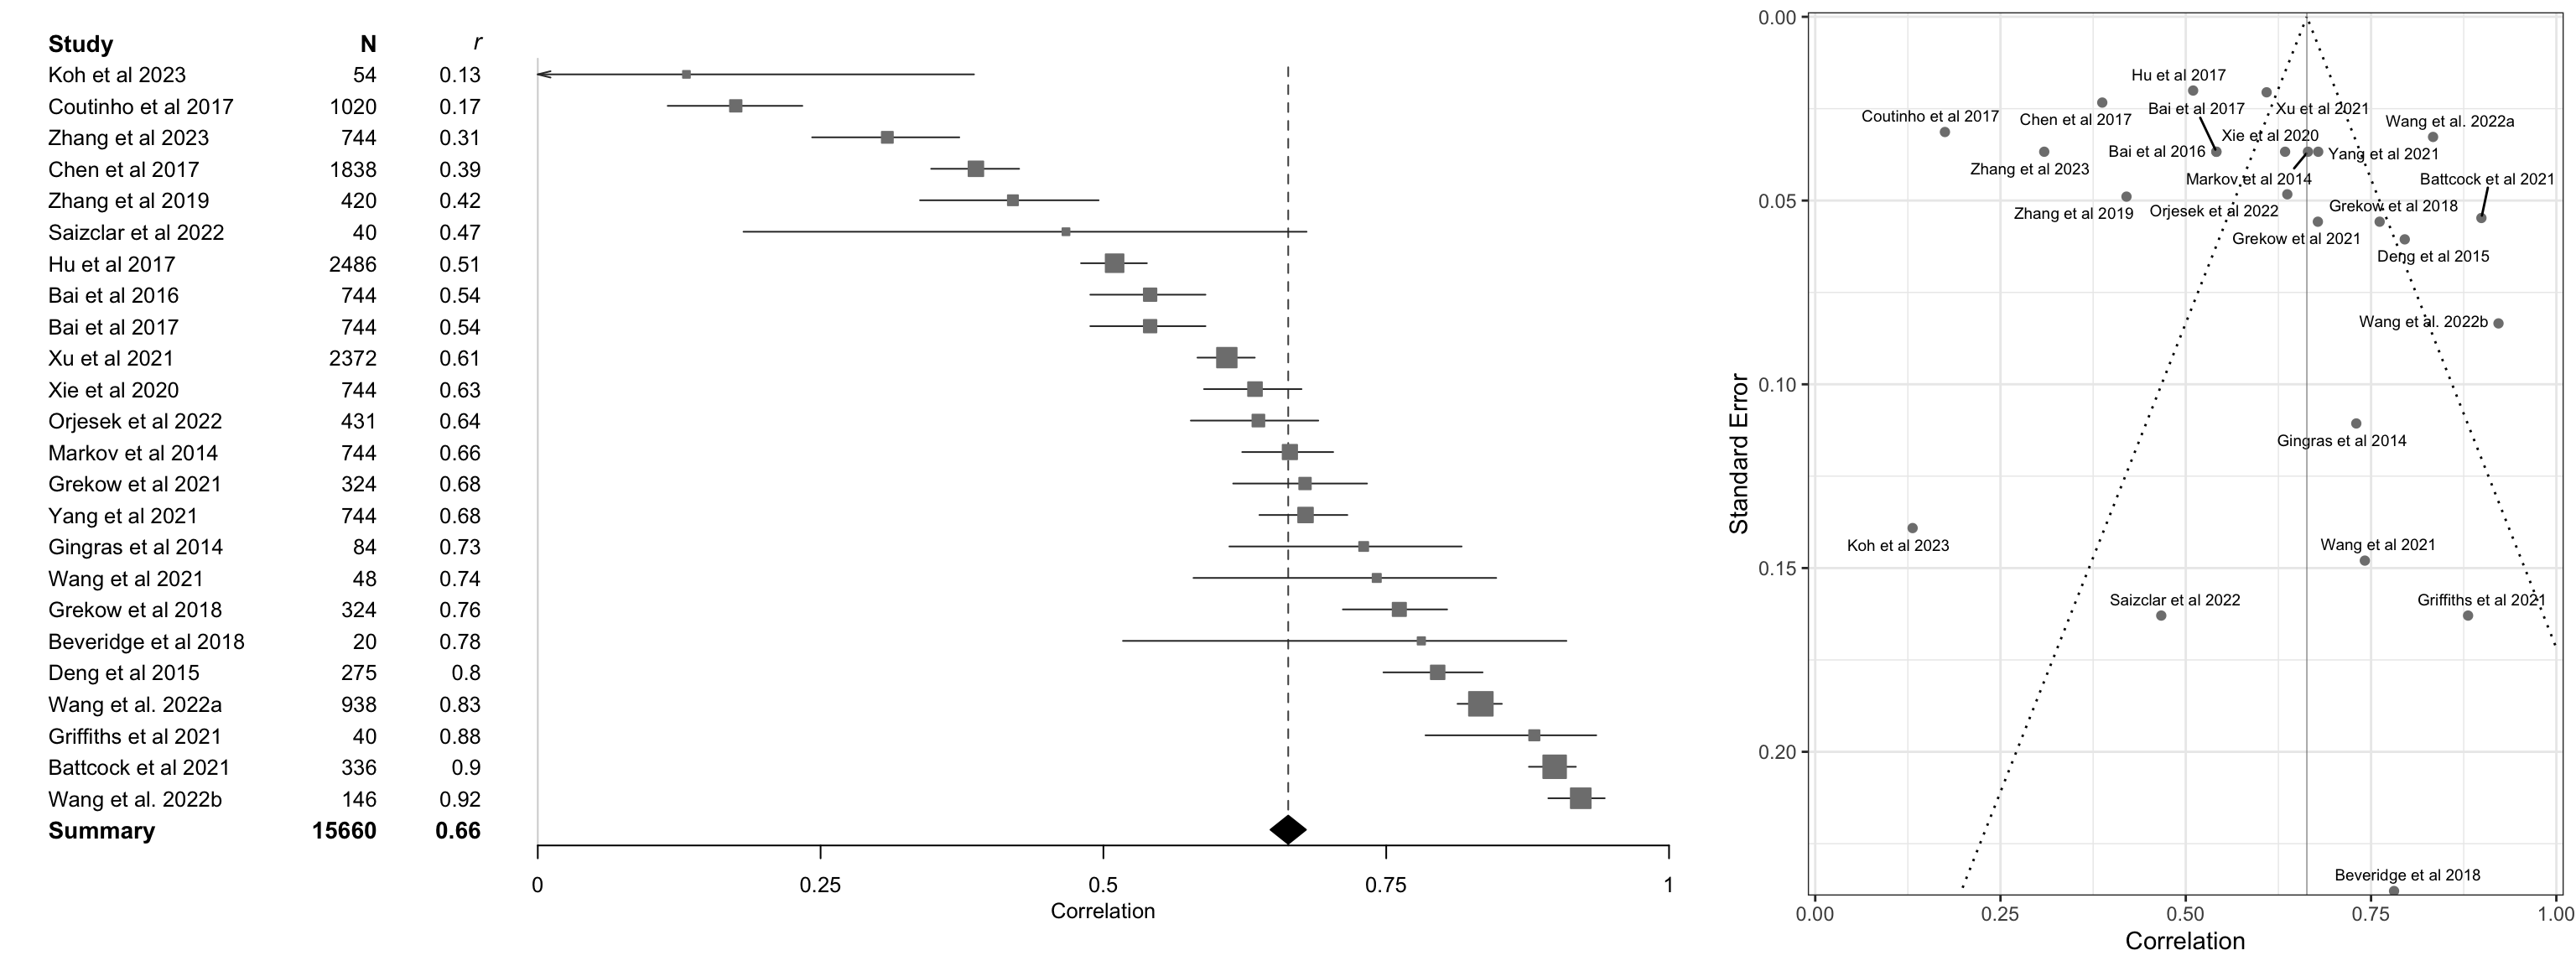 Study N r
Koh et al 2023 54 0.13
Coutinho et al 2017 1020 0.17
Zhang et al 2023 744 0.31
Chen et al 2017 1838 0.39
Zhang et al 2019 420 0.42
Saizclar et al 2022 40 0.47
Hu et al 2017 2486 0.51
Bai et al 2016 744 0.54
Bai et al 2017 744 0.54
Xu et al 2021 2372 0.61
Xie et al 2020 744 0.63
Orjesek et al 2022 431 0.64
Markov et al 2014 744 0.66
Grekow et al 2021 324 0.68
Yang et al 2021 744 0.68
Gingras et al 2014 84 0.73
Wang et al 2021 48 0.74
Grekow et al 2018 324 0.76
Beveridge et al 2018 20 0.78
Deng et al 2015 275 0.8
Wang et al. 2022a 938 0.83
Griffiths et al 2021 40 0.88
Battcock et al 2021 336 0.9
Wang et al. 2022b 146 0.92
Summary 15660 0.66
0 0.25 0.5 0.75 1
Correlation
Standard Error
0.00
0.05
0.10
0.15
0.20
Hu et al 2017
Coutinho et al 2017
Chen et al 2017
Bai et al 2017
Xu et al 2021
Wang et al. 2022a
Xie et al 2020
Bai et al 2016
Yang et al 2021
Zhang et al 2023
Markov et al 2014
Battcock et al 2021
Zhang et al 2019
Orjesek et al 2022
Grekow et al 2018
Grekow et al 2021
Deng et al 2015
Wang et al. 2022b
Gingras et al 2014
Koh et al 2023
Wang et al 2021
Saizclar et al 2022
Griffiths et al 2021
Beveridge et al 2018
0.00 0.25 0.50 0.75 1.00
Correlation